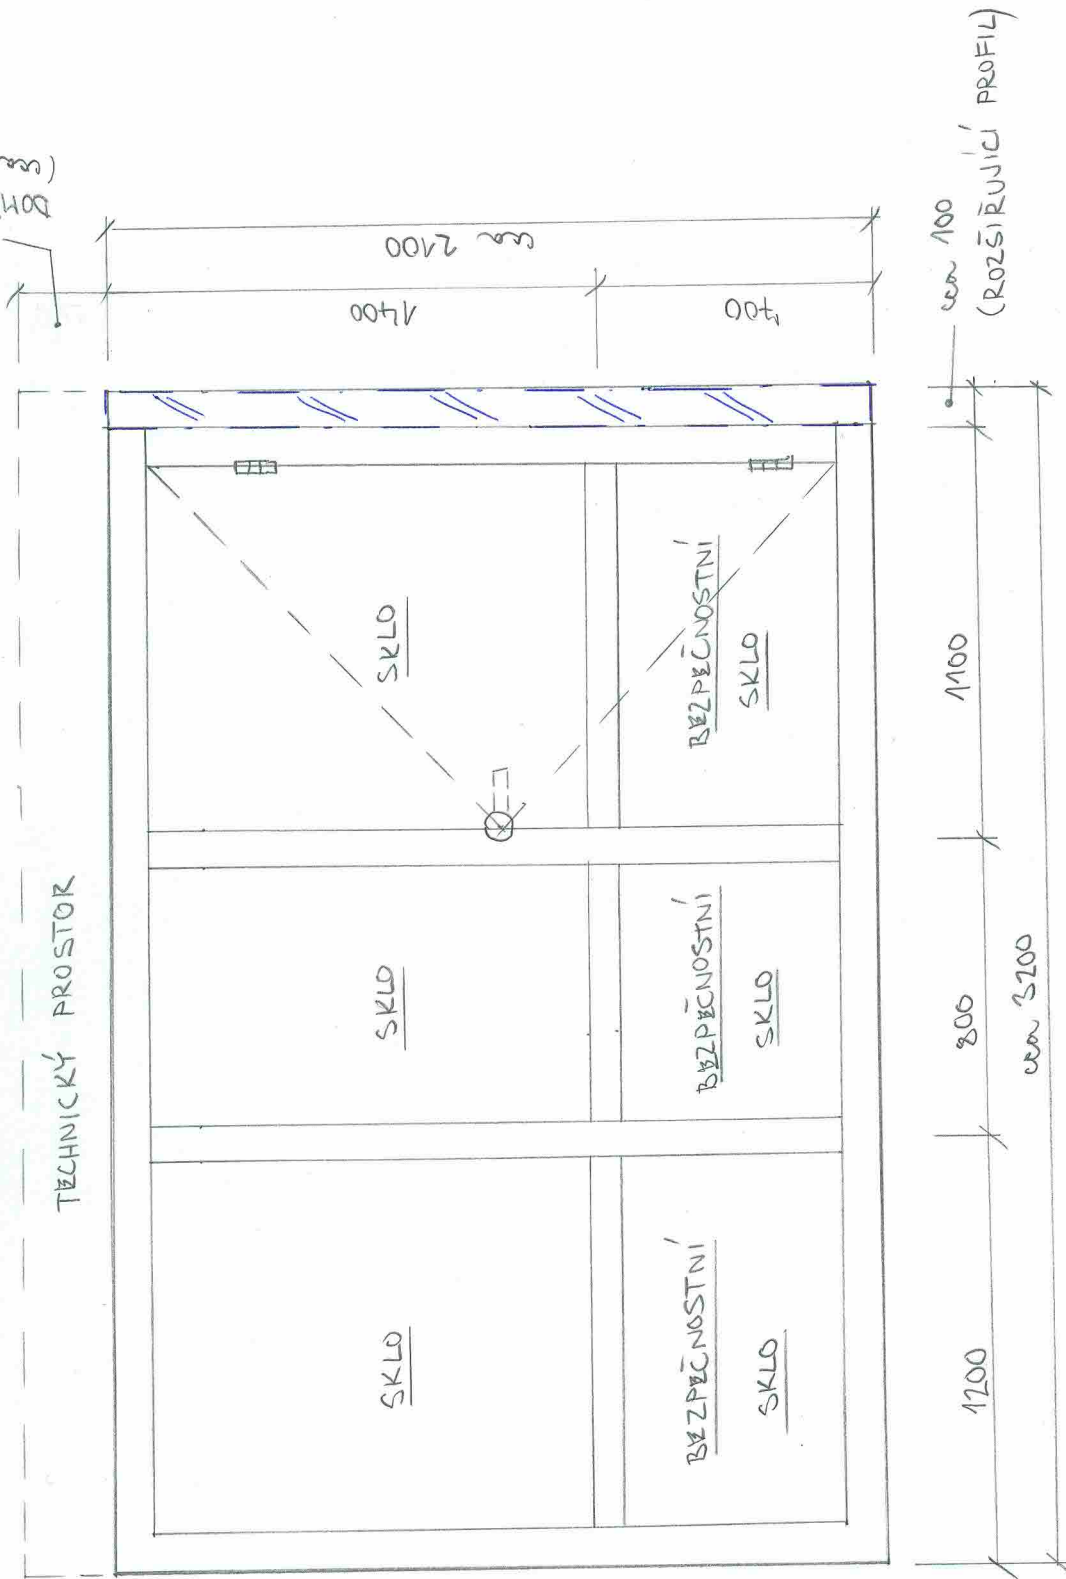 TECHNICKÝ PROSTOR
SKLO
SKLO
SKLO
BEZPEČNOSTNÍ
SKLO
BEZPEČNOSTNÍ
SKLO
BEZPEČNOSTNÍ
SKLO
1400
700
cca 2100
1200
800
1100
cca 100
(ROZŠIŘUJÍCÍ PROFIL)
cca 3200